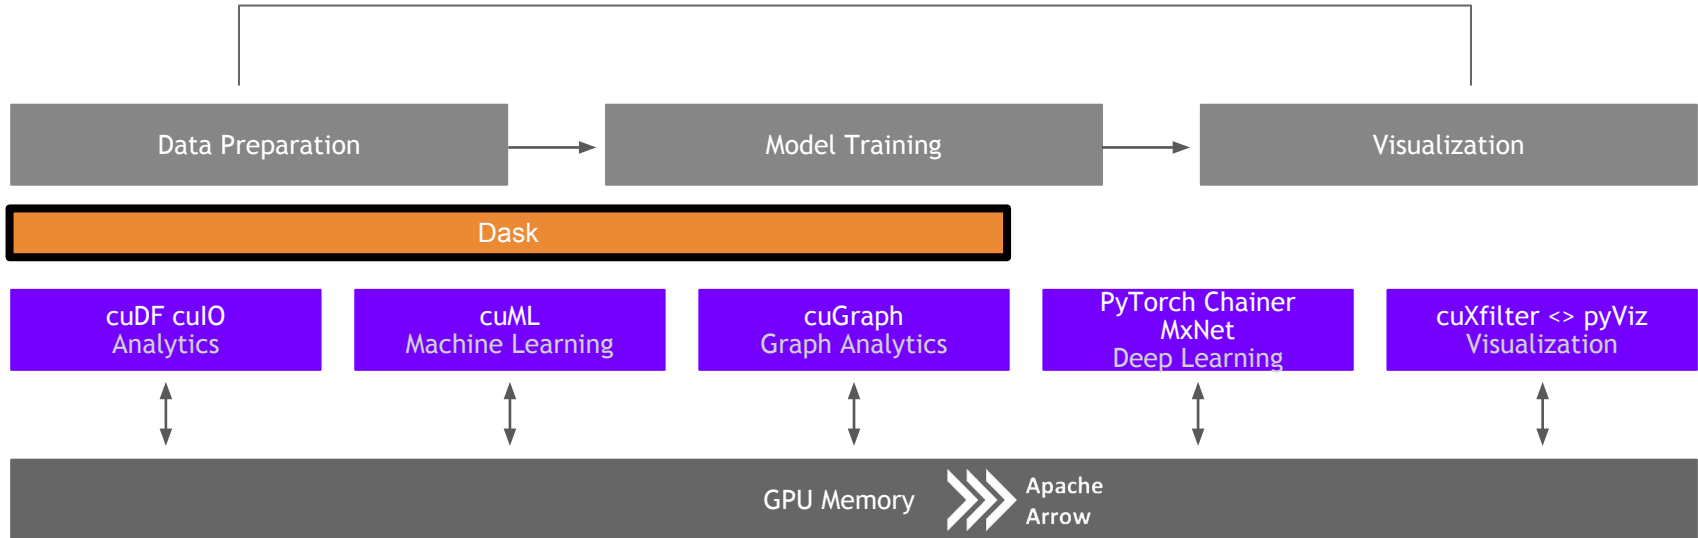 Data Preparation
Model Training
Visualization
Dask
cuDF cuIO
Analytics
cuML
Machine Learning
cuGraph
Graph Analytics
PyTorch Chainer
MxNet
Deep Learning
cuXfilter <> pyViz
Visualization
GPU Memory
Apache
Arrow